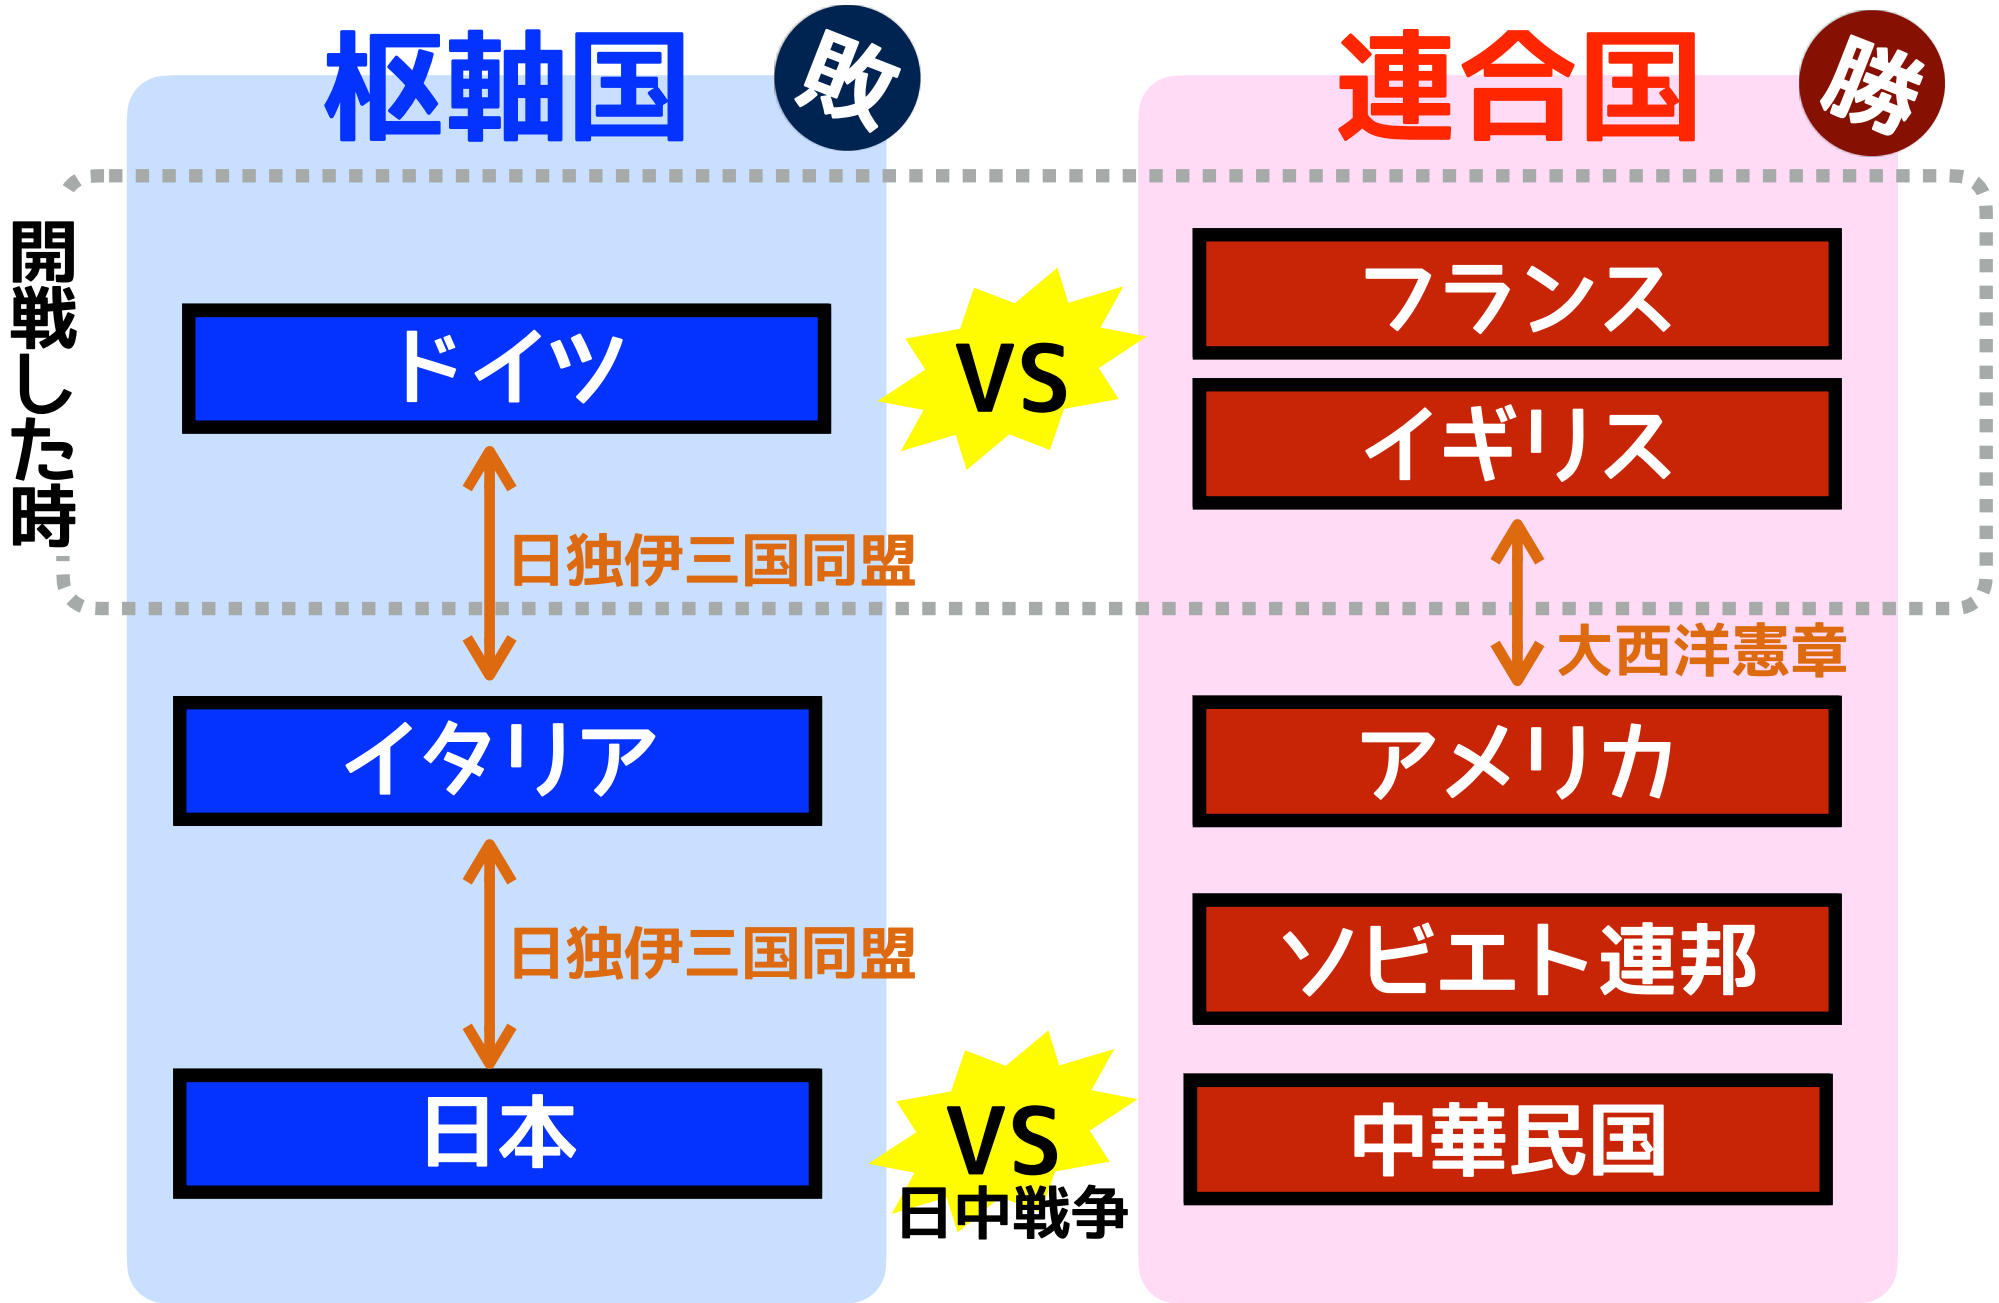 枢軸国
敗
連合国
勝
開戦した時
ドイツ
VS
フランス
イギリス
日独伊三国同盟
大西洋憲章
イタリア
アメリカ
日独伊三国同盟
ソビエト連邦
日本
VS
日中戦争
中華民国